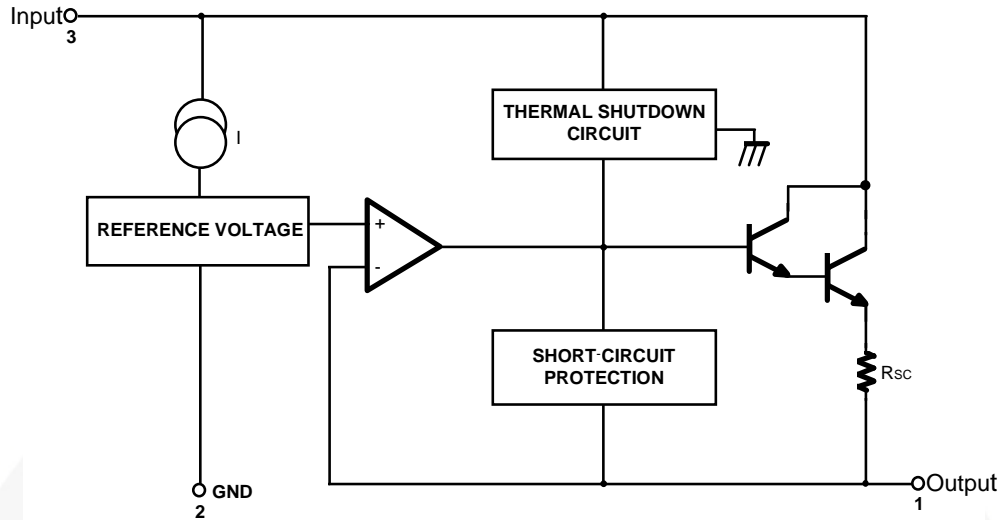 Input
3
THERMAL SHUTDOWN
CIRCUIT
I
REFERENCE VOLTAGE
+
-
SHORT-CIRCUIT
PROTECTION
RSC
GND
2
Output
1